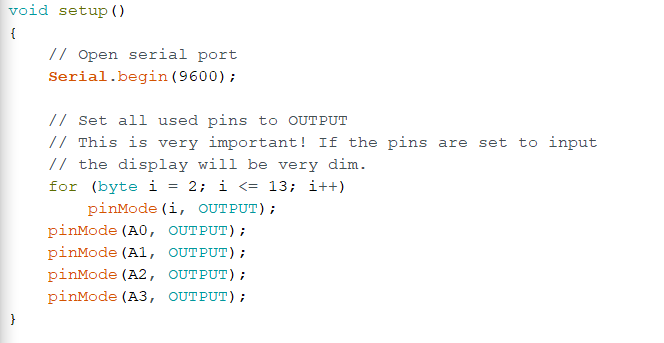 void setup()
{
    // Open serial port
    Serial.begin(9600);

    // Set all used pins to OUTPUT
    // This is very important! If the pins are set to input
    // the display will be very dim.
    for (byte i = 2; i <= 13; i++)
        pinMode(i, OUTPUT);
    pinMode(A0, OUTPUT);
    pinMode(A1, OUTPUT);
    pinMode(A2, OUTPUT);
    pinMode(A3, OUTPUT);
}